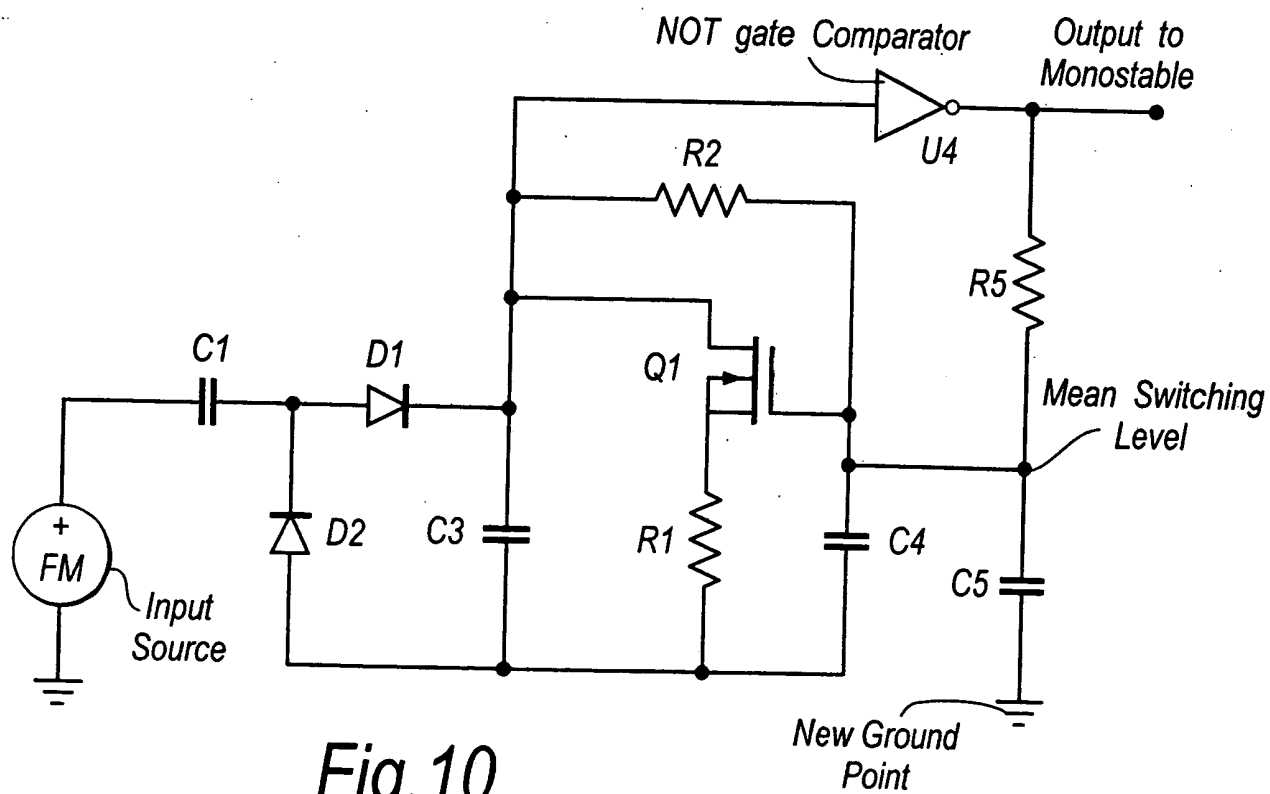 NOT gate Comparator
Output to
Monostable
U4
R2
R5
C1
D1
Q1
Mean Switching
Level
+
FM
D2
C3
R1
C4
C5
Input
Source
New Ground
Point
Fig.10